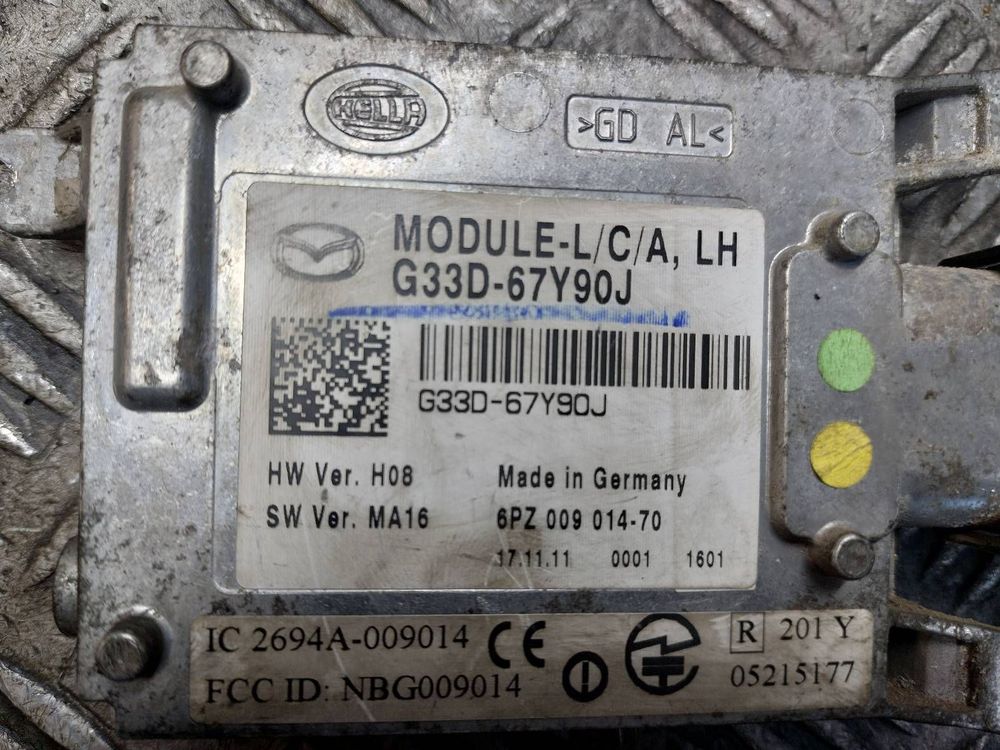 HELLA
>GD AL<
MODULE-L/C/A, LH
G33D-67Y90J
G33D-67Y90J
HW Ver. H08 Made in Germany
SW Ver. MA16 6PZ 009 014-70
17.11.11 0001 1601
IC 2694A-009014 CE R 201 Y
FCC ID: NBG009014 05215177